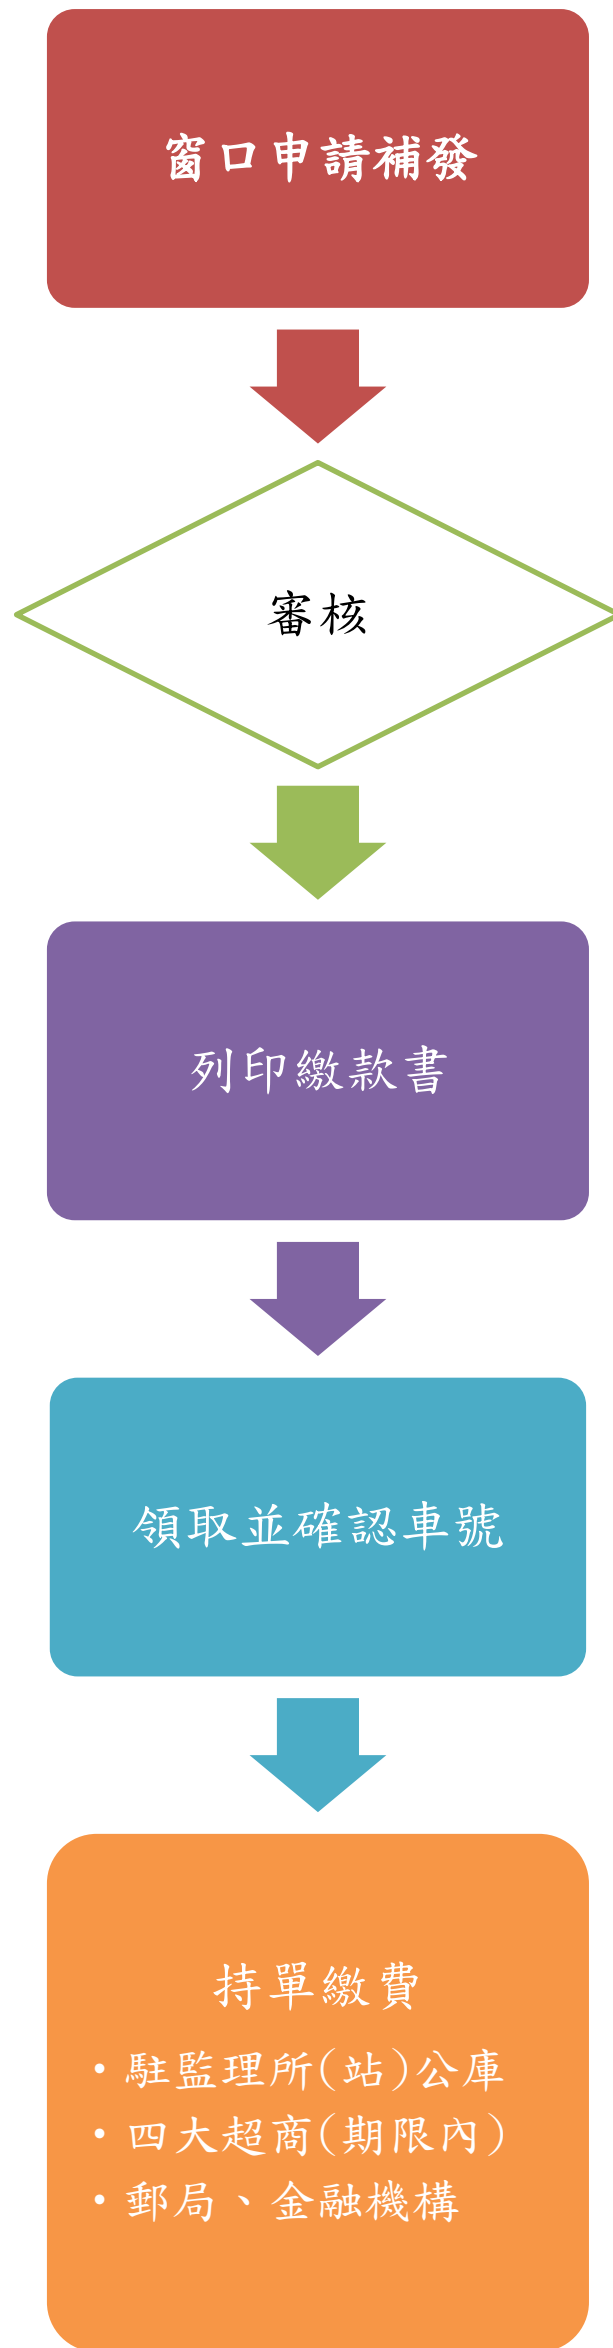 窗口申請補發
審核
列印繳款書
領取並確認車號
持單繳費
•駐監理所(站)公庫
•四大超商(期限內)
•郵局、金融機構